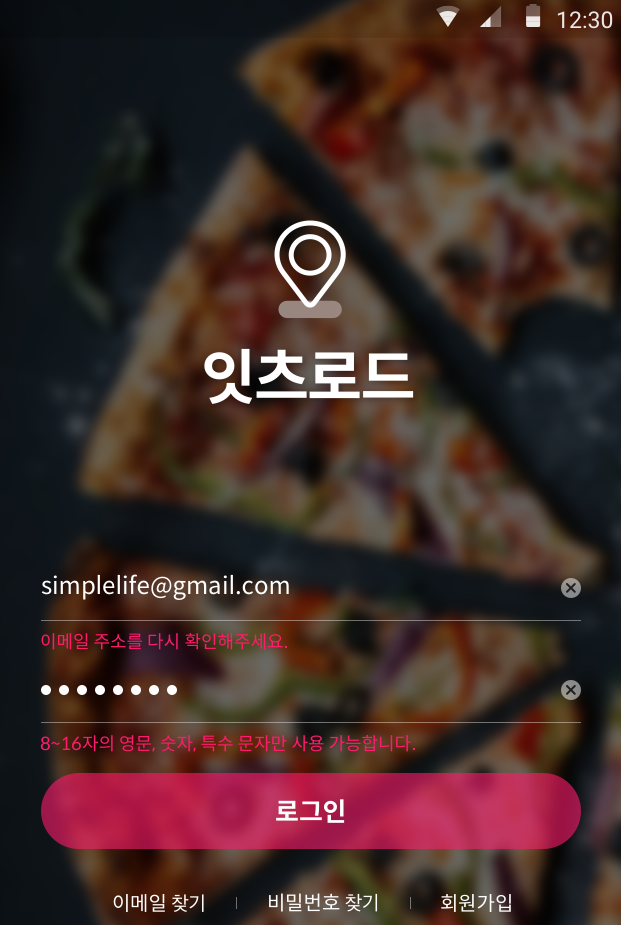 12:30
잇츠로드
simplelife@gmail.com
이메일 주소를 다시 확인해주세요.
8~16자의 영문, 숫자, 특수 문자만 사용 가능합니다.
로그인
이메일 찾기 | 비밀번호 찾기 | 회원가입